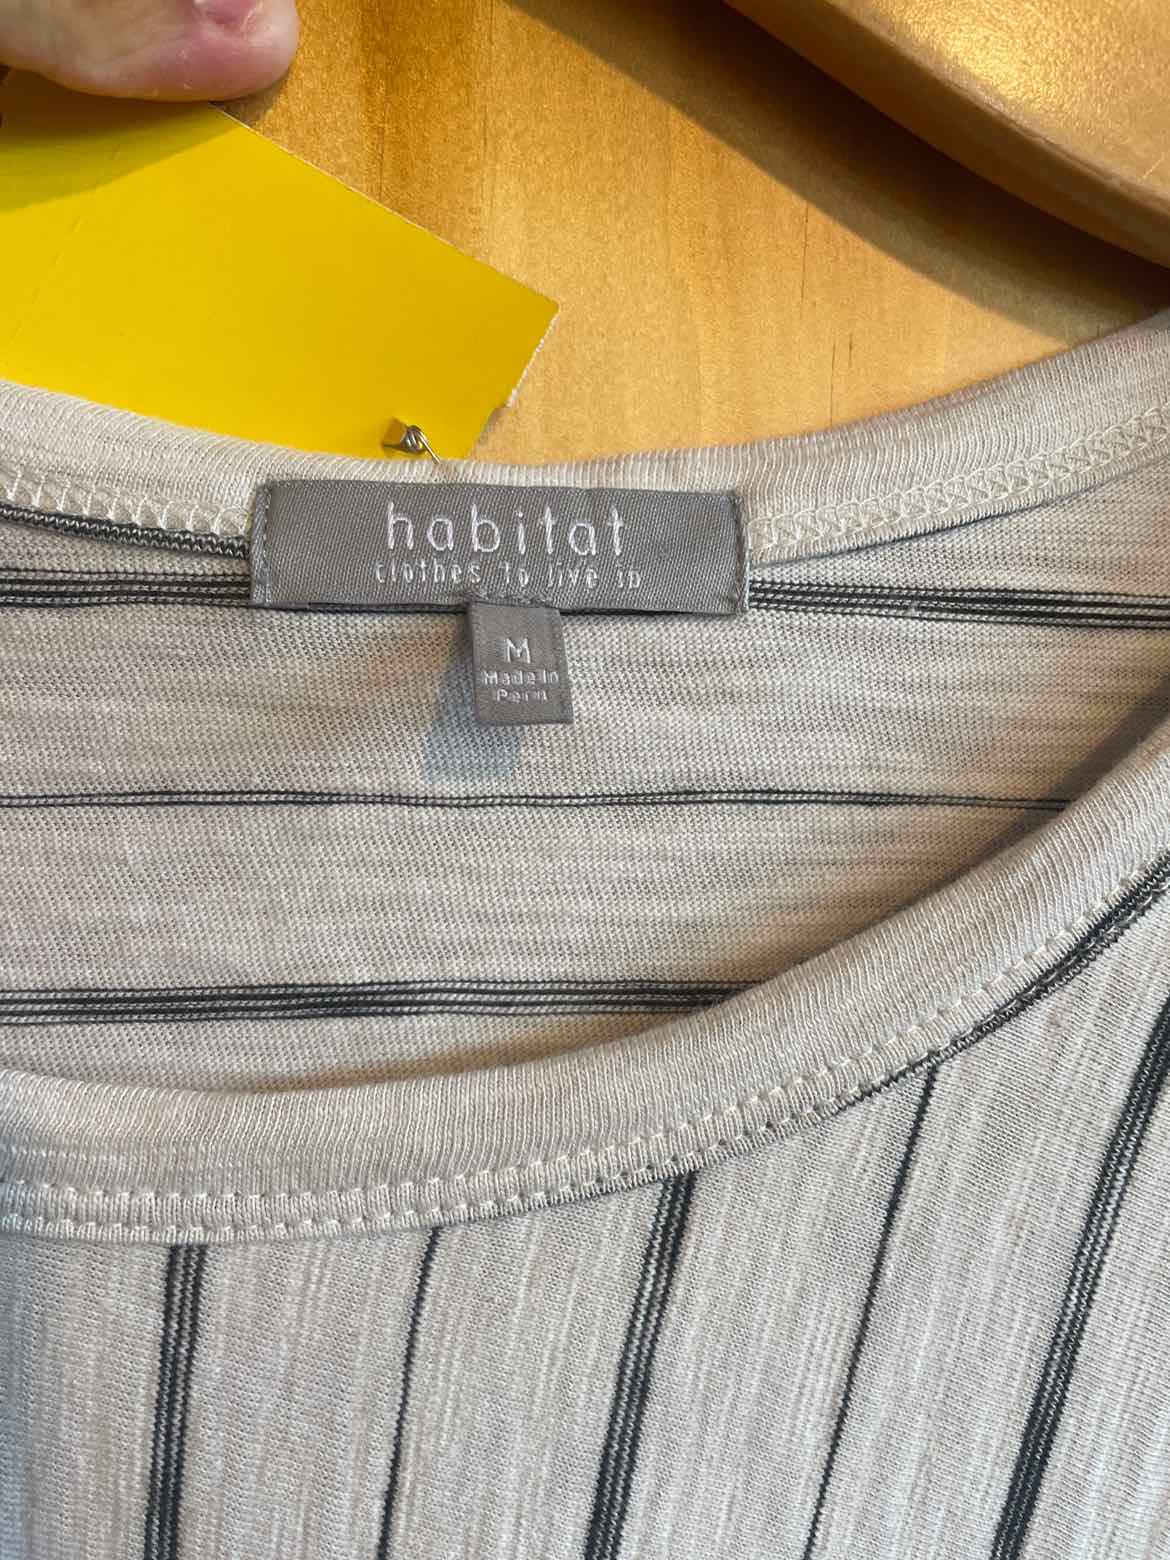 habitat
clothes to live in
M
Made In
Peru